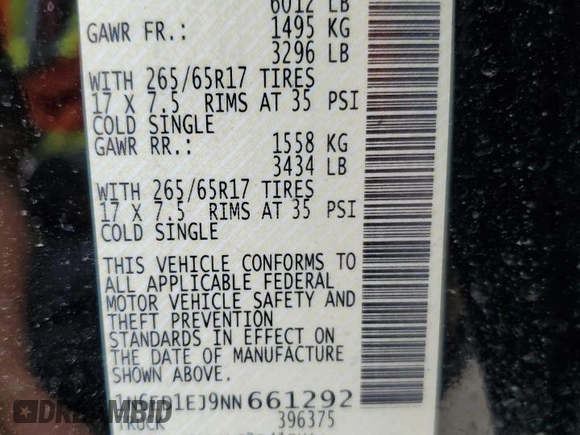 6012 LB
GAWR FR.: 1495 KG
3296 LB
WITH 265/65R17 TIRES
17 X 7.5 RIMS AT 35 PSI
COLD SINGLE
GAWR RR.: 1558 KG
3434 LB
WITH 265/65R17 TIRES
17 X 7.5 RIMS AT 35 PSI
COLD SINGLE
THIS VEHICLE CONFORMS TO
ALL APPLICABLE FEDERAL
MOTOR VEHICLE SAFETY AND
THEFT PREVENTION
STANDARDS IN EFFECT ON
THE DATE OF MANUFACTURE
SHOWN ABOVE.
1N6ED1EJ9NN661292
TRUCK 396375
DREAMBID